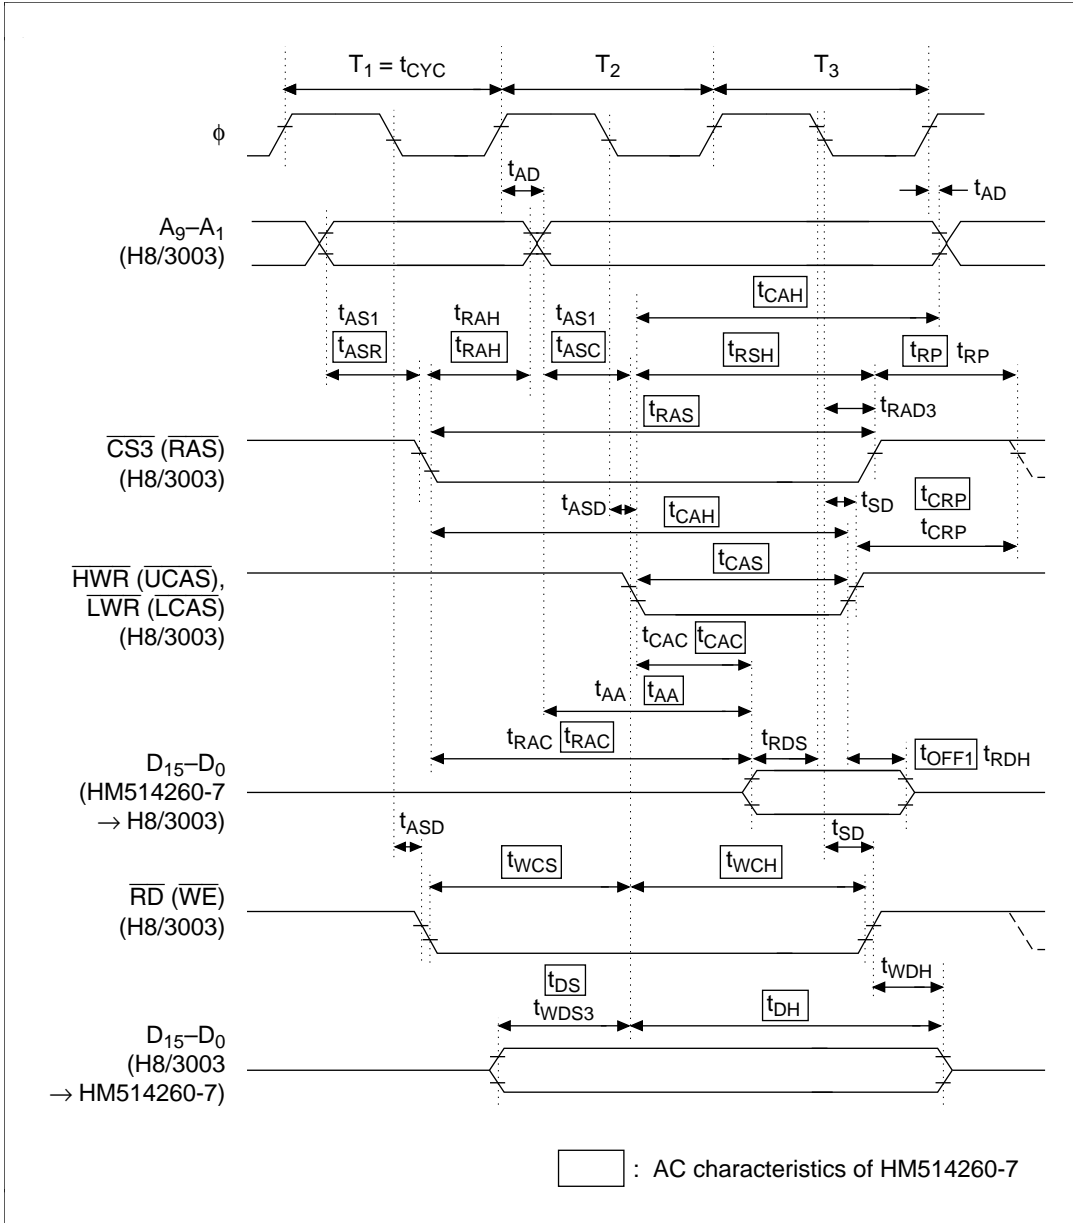 T1 = tCYC T2 T3
ϕ
tAD tAD
A9–A1
(H8/3003)
tCAH
tAS1 tRAH tAS1
tASR tRAH tASC tRSH tRP tRP
tRAS tRAD3
CS3 (RAS)
(H8/3003)
tASD tCAH tSD tCRP
tCRP
HWR (UCAS),
LWR (LCAS)
(H8/3003)
tCAS
tCAC tCAC
tAA tAA
tRAC tRAC tRDS tOFF1 tRDH
D15–D0
(HM514260-7
→ H8/3003)
tASD tSD
tWCS tWCH
RD (WE)
(H8/3003)
tWDH
tDS
tWDS3 tDH
D15–D0
(H8/3003
→ HM514260-7)
: AC characteristics of HM514260-7